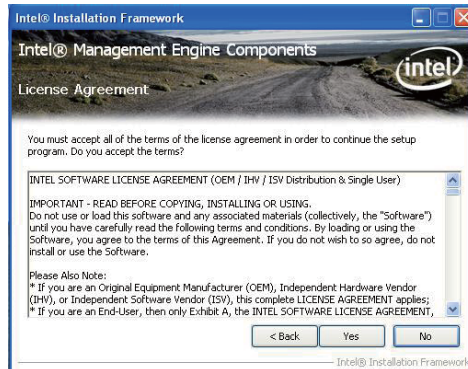 Intel® Installation Framework
Intel® Management Engine Components
intel
License Agreement
You must accept all of the terms of the license agreement in order to continue the setup
program. Do you accept the terms?
INTEL SOFTWARE LICENSE AGREEMENT (OEM / IHV / ISV Distribution & Single User)
IMPORTANT - READ BEFORE COPYING, INSTALLING OR USING.
Do not use or load this software and any associated materials (collectively, the "Software")
until you have carefully read the following terms and conditions. By loading or using the
Software, you agree to the terms of this Agreement. If you do not wish to so agree, do not
install or use the Software.
Please Also Note:
* If you are an Original Equipment Manufacturer (OEM), Independent Hardware Vendor
(IHV), or Independent Software Vendor (ISV), this complete LICENSE AGREEMENT applies;
* If you are an End-User, then only Exhibit A, the INTEL SOFTWARE LICENSE AGREEMENT,
< Back Yes No
Intel® Installation Framework